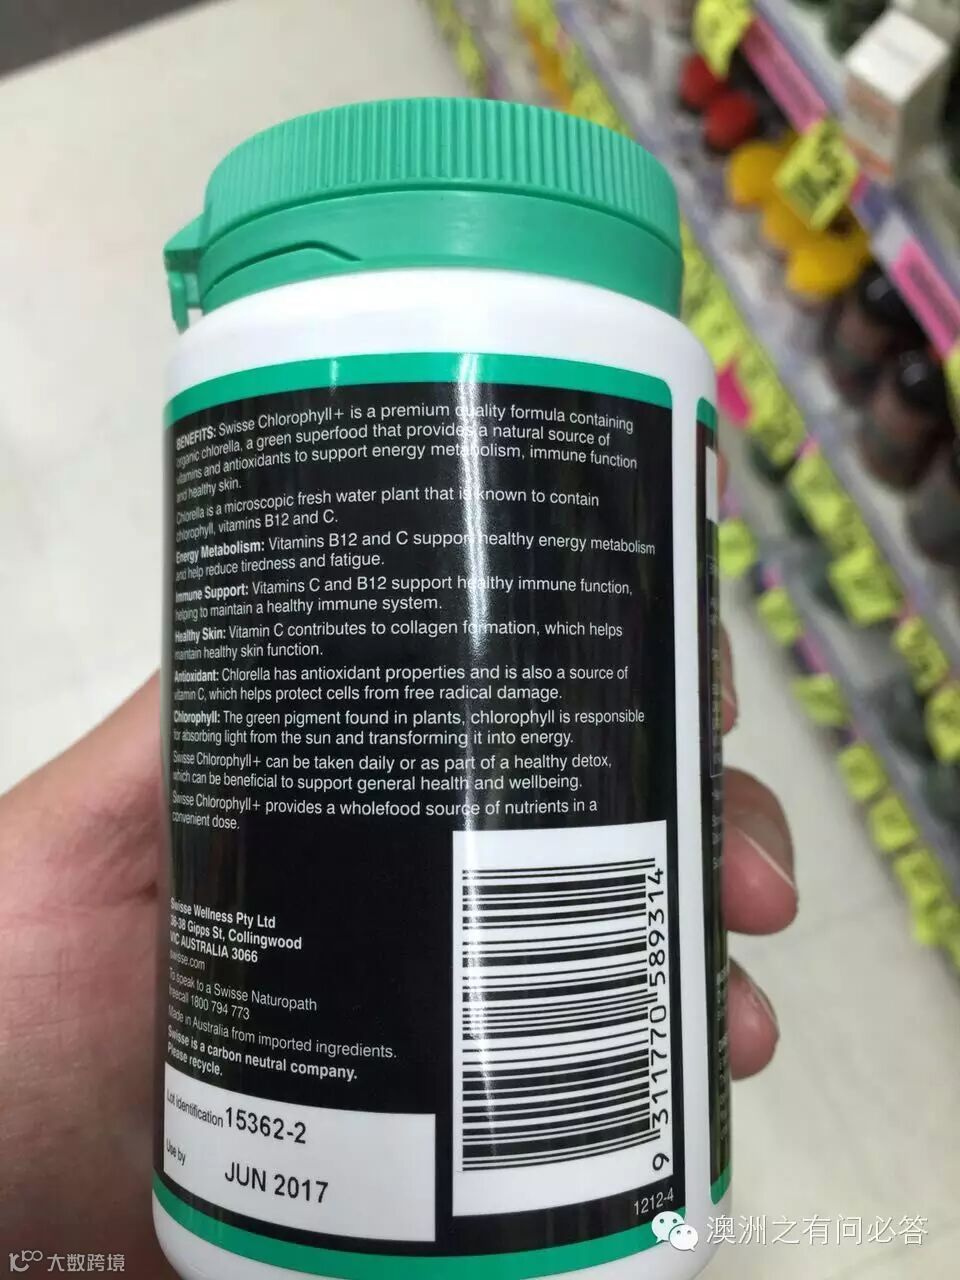 BENEFITS: Swisse Chlorophyll+ is a premium quality formula containing
organic chlorella, a green superfood that provides a natural source of
vitamins and antioxidants to support energy metabolism, immune function
and healthy skin.
Chlorella is a microscopic fresh water plant that is known to contain
chlorophyll, vitamins B12 and C.
Energy Metabolism: Vitamins B12 and C support healthy energy metabolism
and help reduce tiredness and fatigue.
Immune Support: Vitamins C and B12 support healthy immune function,
helping to maintain a healthy immune system.
Healthy Skin: Vitamin C contributes to collagen formation, which helps
maintain healthy skin function.
Antioxidant: Chlorella has antioxidant properties and is also a source of
vitamin C, which helps protect cells from free radical damage.
Chlorophyll: The green pigment found in plants, chlorophyll is responsible
for absorbing light from the sun and transforming it into energy.
Swisse Chlorophyll+ can be taken daily or as part of a healthy detox,
which can be beneficial to support general health and wellbeing.
Swisse Chlorophyll+ provides a wholefood source of nutrients in a
convenient dose.
Swisse Wellness Pty Ltd
36-38 Gipps St, Collingwood
VIC AUSTRALIA 3066
swisse.com
To speak to a Swisse Naturopath
freecall 1800 794 773
Made in Australia from imported ingredients.
Swisse is a carbon neutral company.
Please recycle.
Lot identification 15362-2
Use by JUN 2017
9 311770 589314
1212-4
澳洲之有问必答
大数跨境